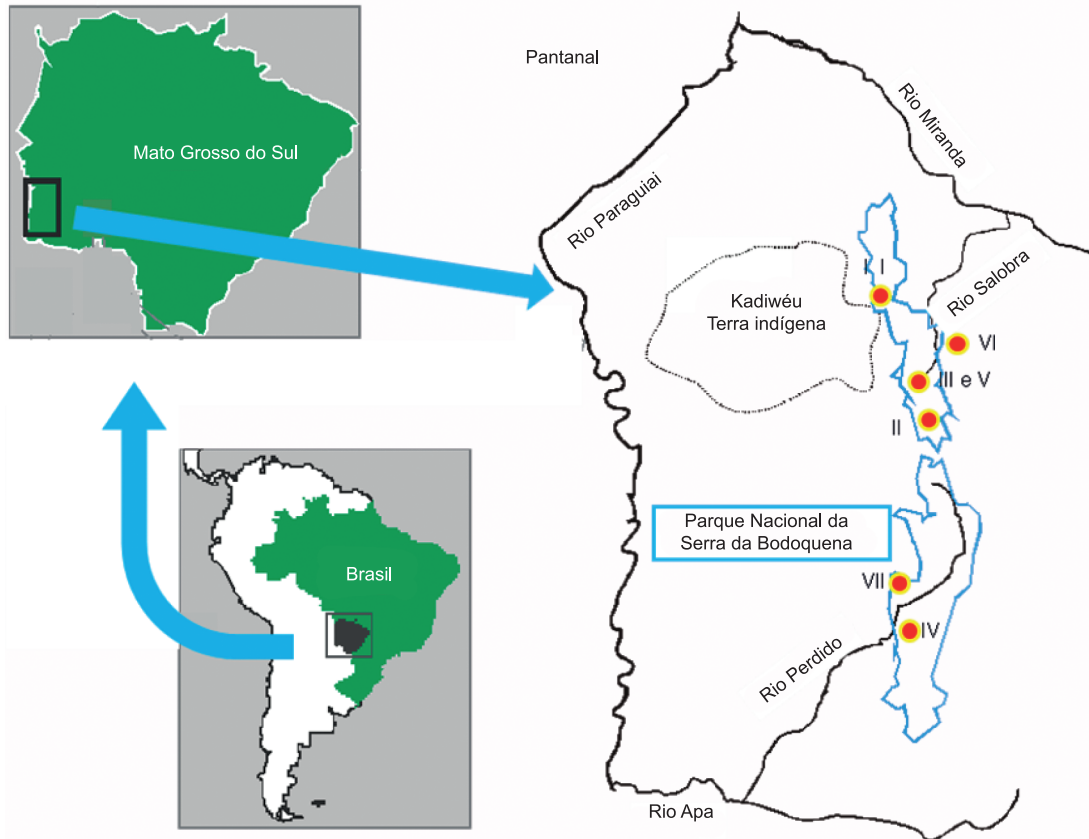 Mato Grosso do Sul
Brasil
Pantanal
Rio Miranda
Rio Paraguiai
Rio Salobra
Kadiwéu
Terra indígena
I I
VI
III e V
II
Parque Nacional da
Serra da Bodoquena
VII
IV
Rio Perdido
Rio Apa